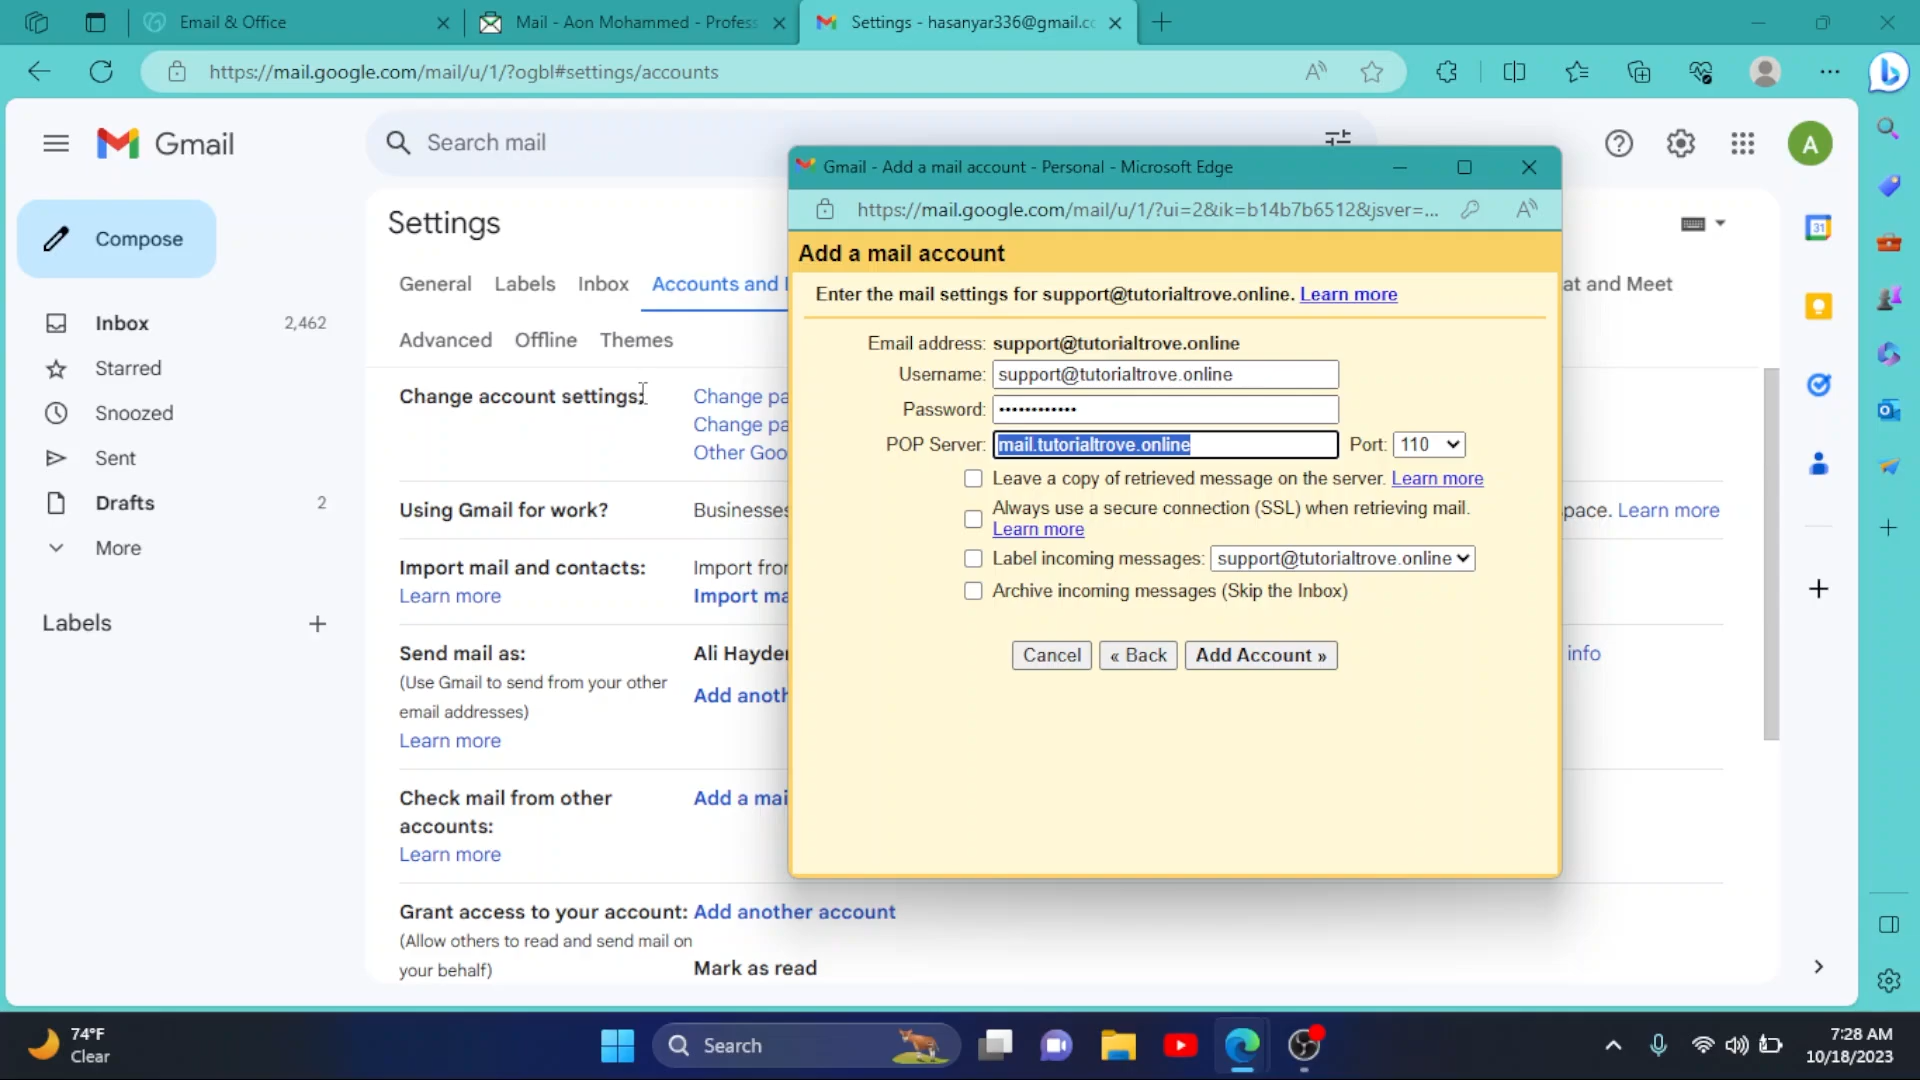 Email & Office
Mail - Aon Mohammed - Profess
Settings - hasanyar336@gmail.co
https://mail.google.com/mail/u/1/?ogbl#settings/accounts
Gmail
Search mail
A
Compose
Inbox 2,462
Starred
Snoozed
Sent
Drafts 2
More
Labels
Settings
General Labels Inbox Accounts and at and Meet
Advanced Offline Themes
Change account settings: Change pa
Change pa
Other Goo
Using Gmail for work? Businesses pace. Learn more
Import mail and contacts: Import from
Learn more Import ma
Send mail as: Ali Hayder info
(Use Gmail to send from your other
email addresses) Add anoth
Learn more
Check mail from other Add a mai
accounts:
Learn more
Grant access to your account: Add another account
(Allow others to read and send mail on
your behalf) Mark as read
Gmail - Add a mail account - Personal - Microsoft Edge
https://mail.google.com/mail/u/1/?ui=2&ik=b14b7b6512&jsver=...
Add a mail account
Enter the mail settings for support@tutorialtrove.online. Learn more
Email address: support@tutorialtrove.online
Username: support@tutorialtrove.online
Password: ••••••••••••
POP Server: mail.tutorialtrove.online Port: 110
Leave a copy of retrieved message on the server. Learn more
Always use a secure connection (SSL) when retrieving mail.
Learn more
Label incoming messages: support@tutorialtrove.online
Archive incoming messages (Skip the Inbox)
Cancel « Back Add Account »
31
74°F
Clear
Search
7:28 AM
10/18/2023